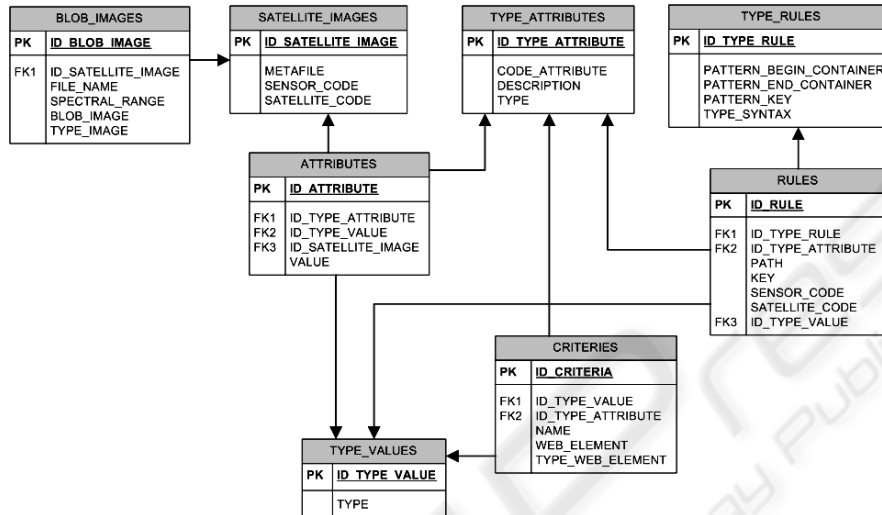 BLOB_IMAGES
PK ID_BLOB_IMAGE
FK1 ID_SATELLITE_IMAGE
FILE_NAME
SPECTRAL_RANGE
BLOB_IMAGE
TYPE_IMAGE
SATELLITE_IMAGES
PK ID_SATELLITE_IMAGE
METAFILE
SENSOR_CODE
SATELLITE_CODE
TYPE_ATTRIBUTES
PK ID_TYPE_ATTRIBUTE
CODE_ATTRIBUTE
DESCRIPTION
TYPE
TYPE_RULES
PK ID_TYPE_RULE
PATTERN_BEGIN_CONTAINER
PATTERN_END_CONTAINER
PATTERN_KEY
TYPE_SYNTAX
ATTRIBUTES
PK ID_ATTRIBUTE
FK1 ID_TYPE_ATTRIBUTE
FK2 ID_TYPE_VALUE
FK3 ID_SATELLITE_IMAGE
VALUE
RULES
PK ID_RULE
FK1 ID_TYPE_RULE
FK2 ID_TYPE_ATTRIBUTE
PATH
KEY
SENSOR_CODE
SATELLITE_CODE
FK3 ID_TYPE_VALUE
CRITERIES
PK ID_CRITERIA
FK1 ID_TYPE_VALUE
FK2 ID_TYPE_ATTRIBUTE
NAME
WEB_ELEMENT
TYPE_WEB_ELEMENT
TYPE_VALUES
PK ID_TYPE_VALUE
TYPE